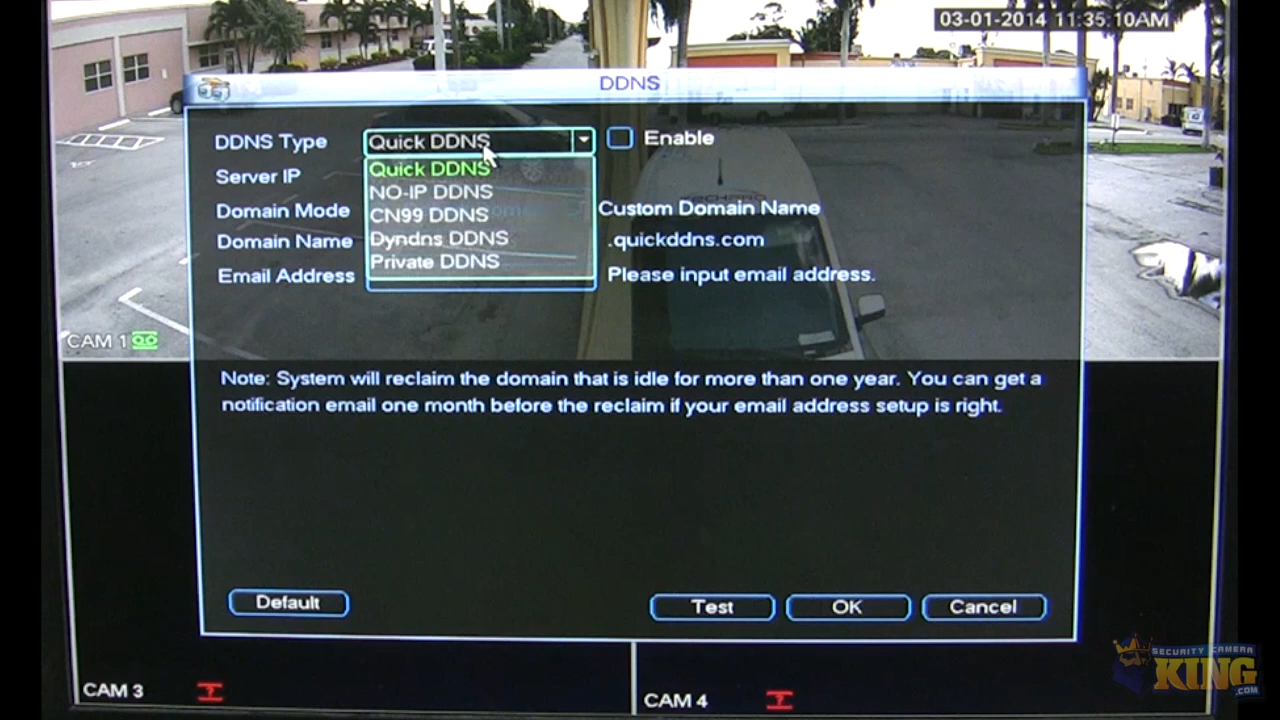 03-01-2014 11:35:10AM
DDNS
DDNS Type Quick DDNS Enable
Quick DDNS
Server IP
NO-IP DDNS
Domain Mode CN99 DDNS Custom Domain Name
Domain Name Dyndns DDNS .quickddns.com
Private DDNS
Email Address Please input email address.
CAM 1
Note: System will reclaim the domain that is idle for more than one year. You can get a
notification email one month before the reclaim if your email address setup is right.
Default Test OK Cancel
SECURITY CAMERA
KING
.COM
CAM 3 ?
CAM 4 ?